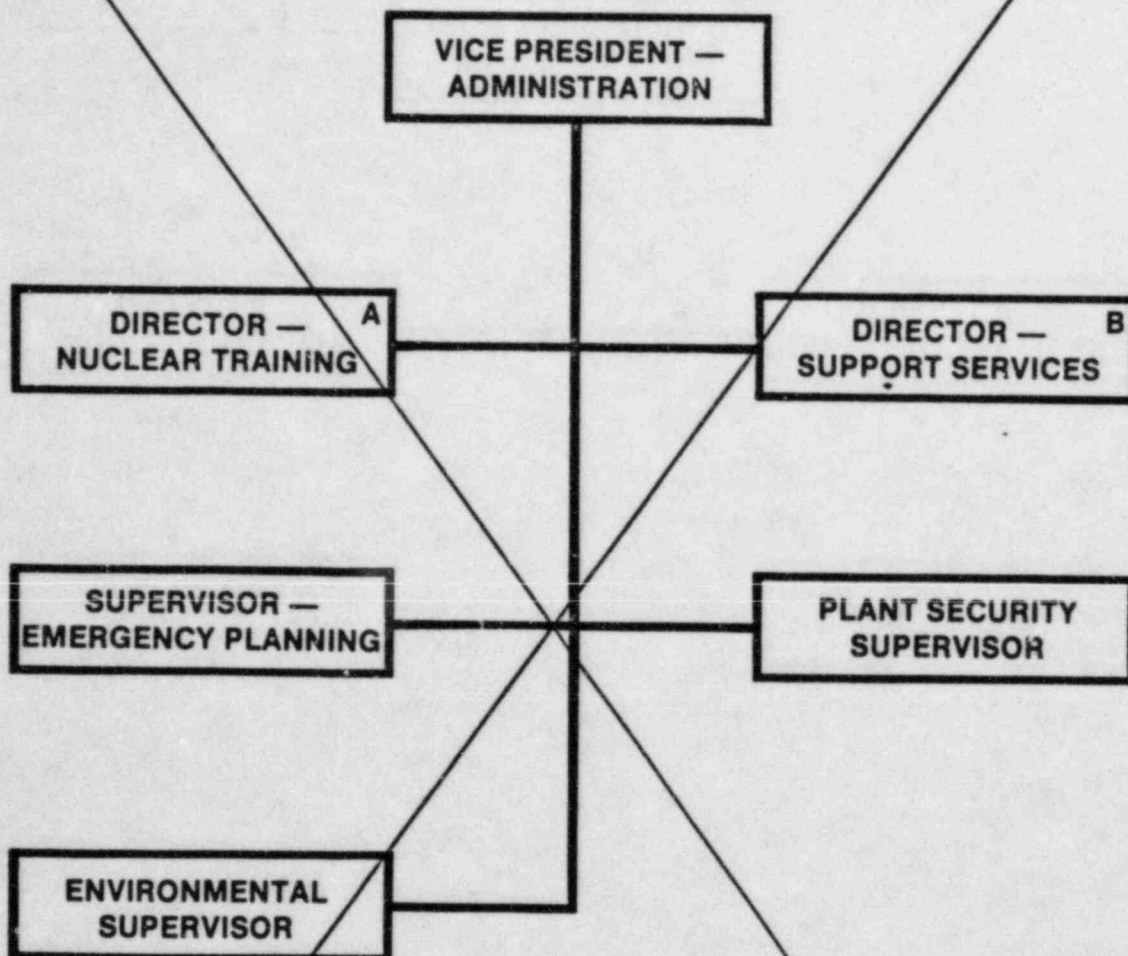 VICE PRESIDENT —
ADMINISTRATION
DIRECTOR —
NUCLEAR TRAINING
A
DIRECTOR —
SUPPORT SERVICES
B
SUPERVISOR —
EMERGENCY PLANNING
PLANT SECURITY
SUPERVISOR
ENVIRONMENTAL
SUPERVISOR